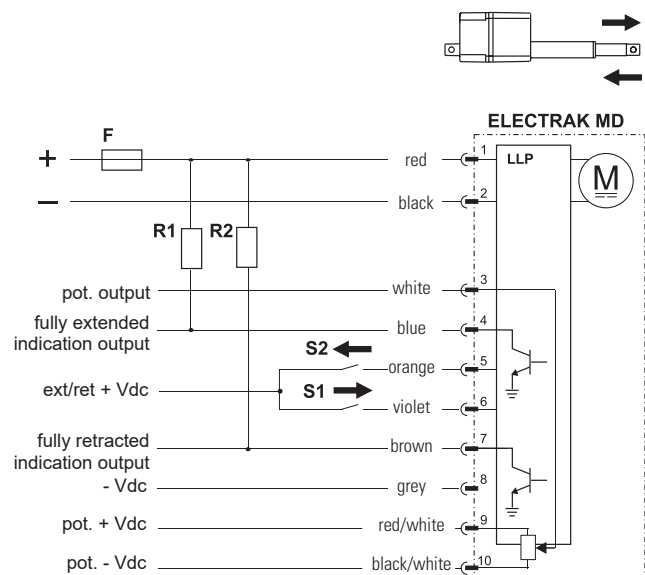 ELECTRAK MD
F
+ red 1 LLP M
− black 2
R1 R2
pot. output white 3
fully extended
indication output blue 4
S2 orange 5
ext/ret + Vdc S1 violet 6
fully retracted
indication output brown 7
- Vdc grey 8
pot. + Vdc red/white 9
pot. - Vdc black/white 10